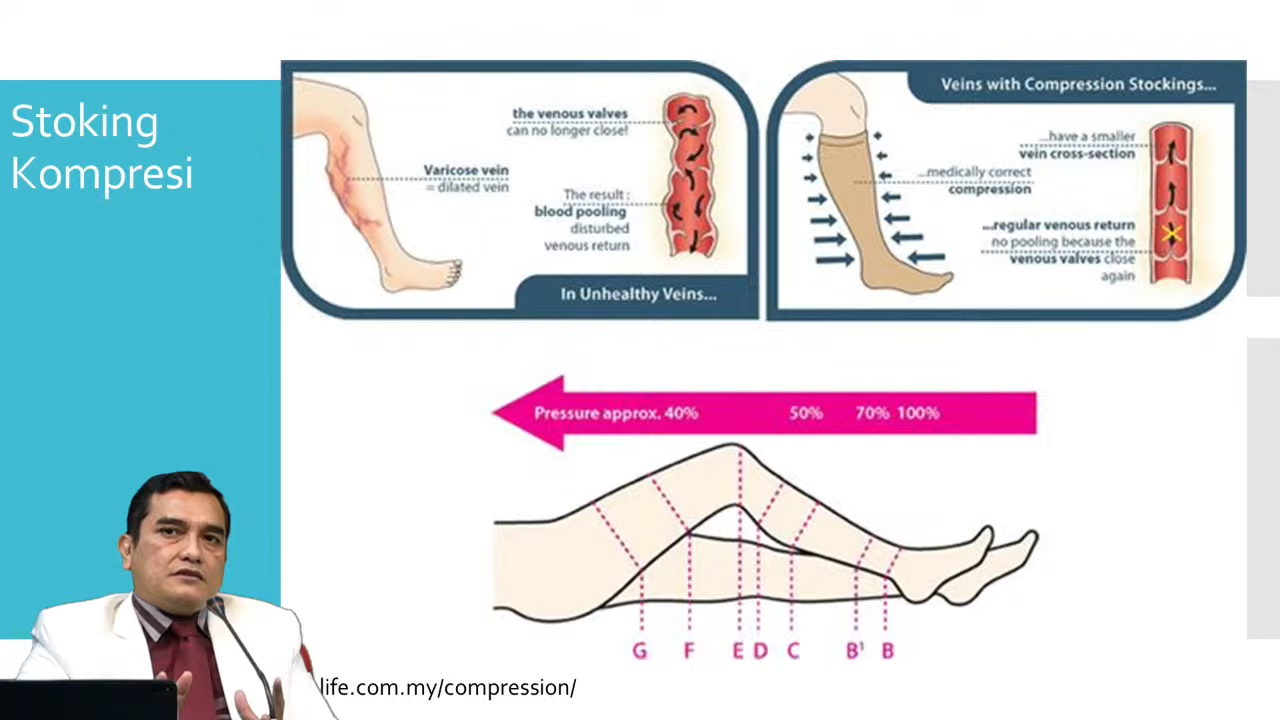 Stoking
Kompresi
the venous valves
can no longer close!
Varicose vein
= dilated vein
The result :
blood pooling
disturbed
venous return
In Unhealthy Veins...
Veins with Compression Stockings...
...have a smaller
vein cross-section
...medically correct
compression
...regular venous return
no pooling because the
venous valves close
again
Pressure approx. 40% 50% 70% 100%
G F E D C B¹ B
life.com.my/compression/